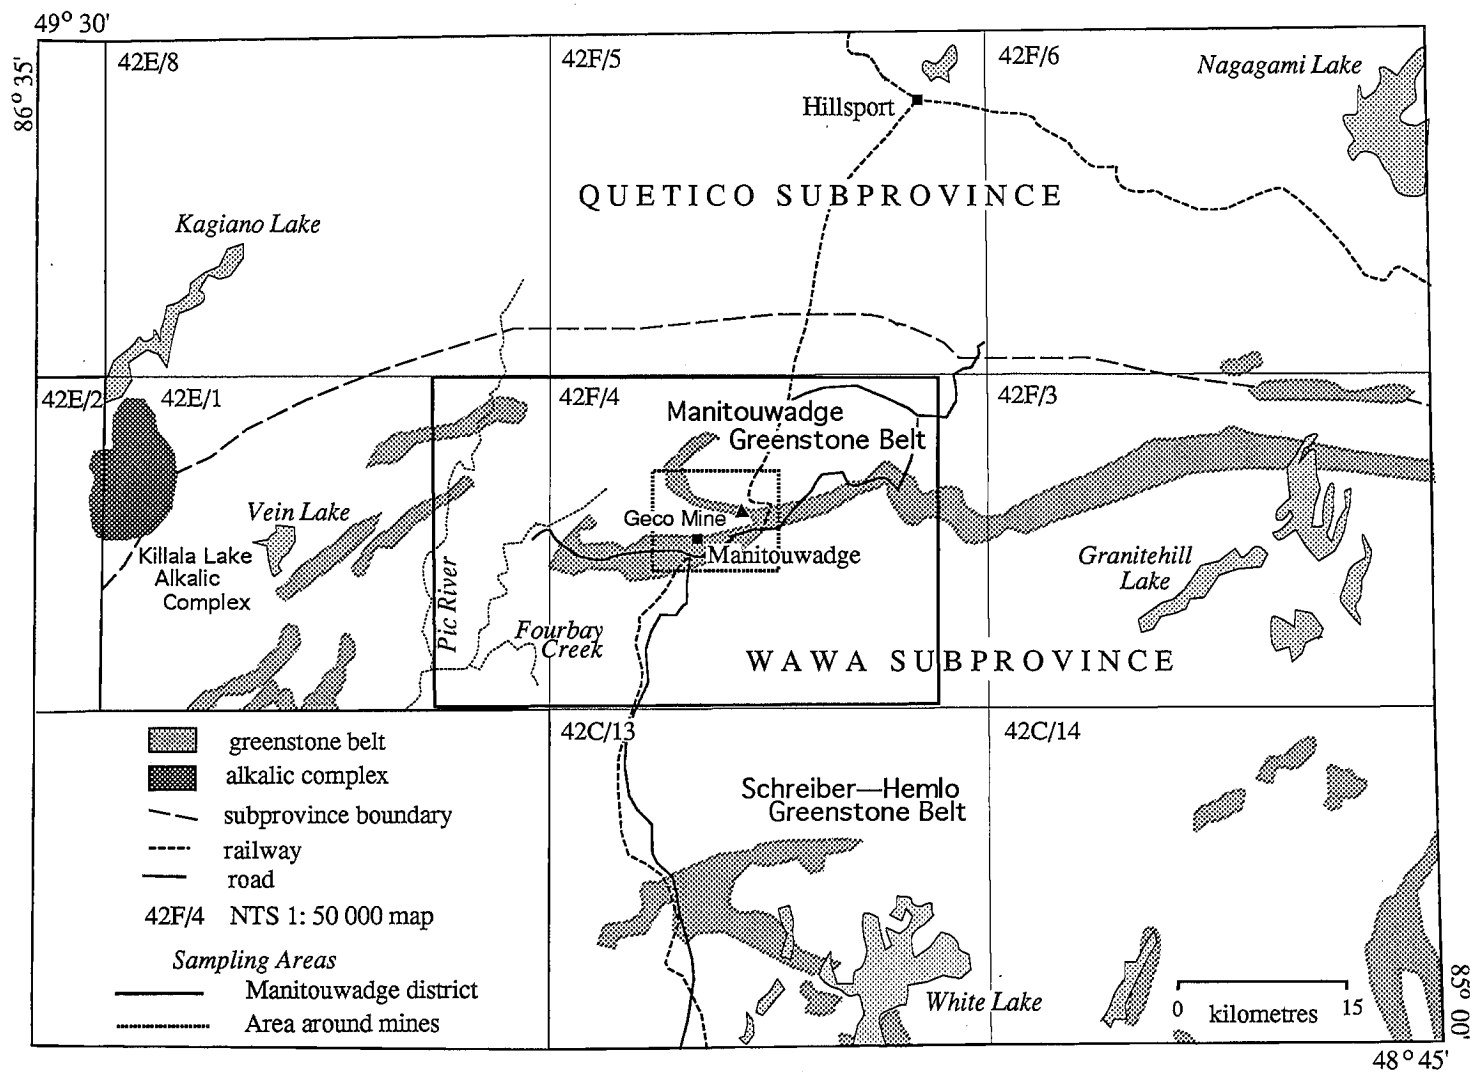 49° 30'
86° 35'
42E/8
42F/5
42F/6
Nagagami Lake
Hillsport
QUETICO SUBPROVINCE
Kagiano Lake
42E/2
42E/1
42F/4
42F/3
Manitouwadge
Greenstone Belt
Vein Lake
Geco Mine
Manitouwadge
Killala Lake
Alkalic
Complex
Granitehill
Lake
Pic River
Fourbay
Creek
WAWA SUBPROVINCE
42C/13
42C/14
greenstone belt
alkalic complex
subprovince boundary
railway
road
42F/4 NTS 1: 50 000 map
Sampling Areas
Manitouwadge district
Area around mines
Schreiber—Hemlo
Greenstone Belt
White Lake
0 kilometres 15
85° 00'
48° 45'